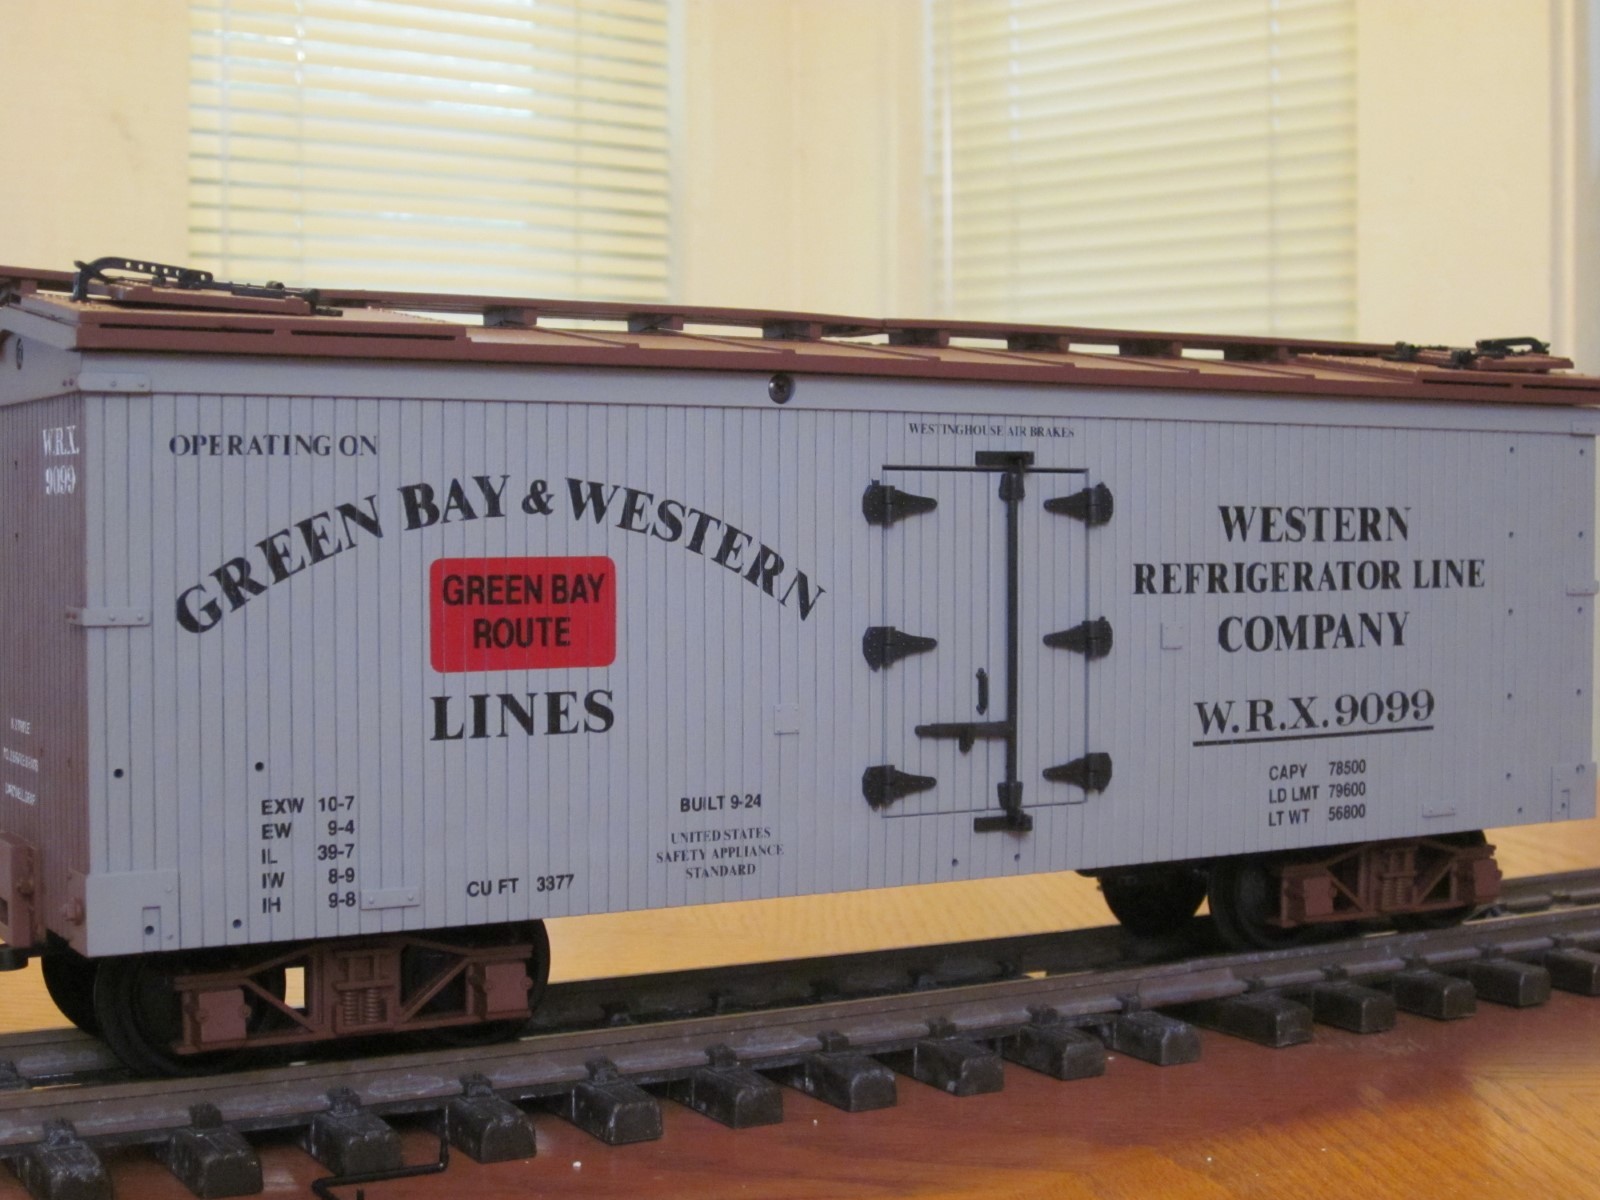 W.R.X.
9099
OPERATING ON
GREEN BAY & WESTERN
GREEN BAY
ROUTE
LINES
EXW 10-7
EW 9-4
IL 39-7
IW 8-9
IH 9-8
CU FT 3377
BUILT 9-24
UNITED STATES
SAFETY APPLIANCE
STANDARD
WESTINGHOUSE AIR BRAKES
WESTERN
REFRIGERATOR LINE
COMPANY
W.R.X.9099
CAPY 78500
LD LMT 79600
LT WT 56800